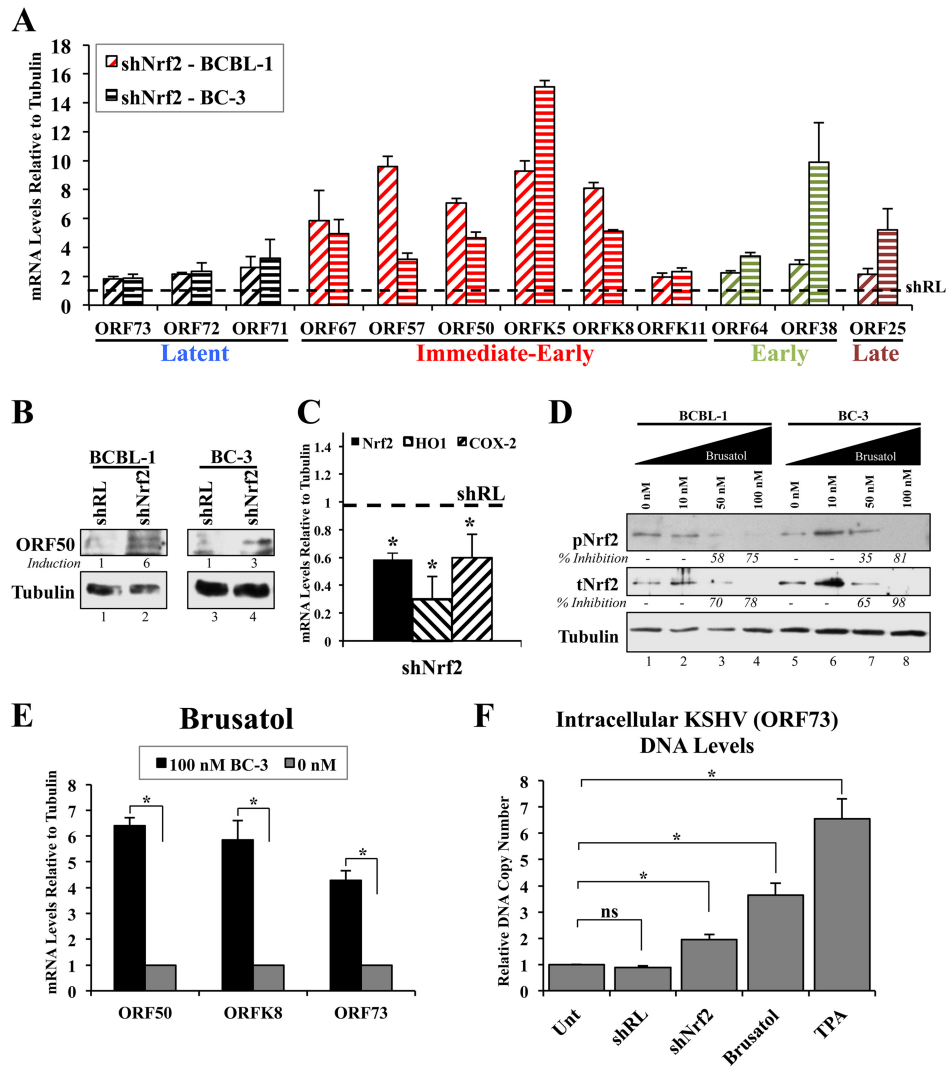 A
mRNA Levels Relative to Tubulin
18
16
14
12
10
8
6
4
2
0
shNrf2 - BCBL-1
shNrf2 - BC-3
shRL
ORF73 ORF72 ORF71 ORF67 ORF57 ORF50 ORFK5 ORFK8 ORFK11 ORF64 ORF38 ORF25
Latent Immediate-Early Early Late
B
BCBL-1 BC-3
shRL shNrf2 shRL shNrf2
ORF50
Induction 1 6 1 3
Tubulin
1 2 3 4
C
mRNA Levels Relative to Tubulin
1.4
1.2
1
0.8
0.6
0.4
0.2
0
Nrf2 HO1 COX-2
shRL
* * *
shNrf2
D
BCBL-1 BC-3
Brusatol Brusatol
0 nM 10 nM 50 nM 100 nM 0 nM 10 nM 50 nM 100 nM
pNrf2
% Inhibition - - 58 75 - - 35 81
tNrf2
% Inhibition - - 70 78 - - 65 98
Tubulin
1 2 3 4 5 6 7 8
E
Brusatol
100 nM BC-3 0 nM
mRNA Levels Relative to Tubulin
8
7
6
5
4
3
2
1
0
* * *
ORF50 ORFK8 ORF73
F
Intracellular KSHV (ORF73)
DNA Levels
Relative DNA Copy Number
8
7
6
5
4
3
2
1
0
*
*
*
ns
Unt shRL shNrf2 Brusatol TPA